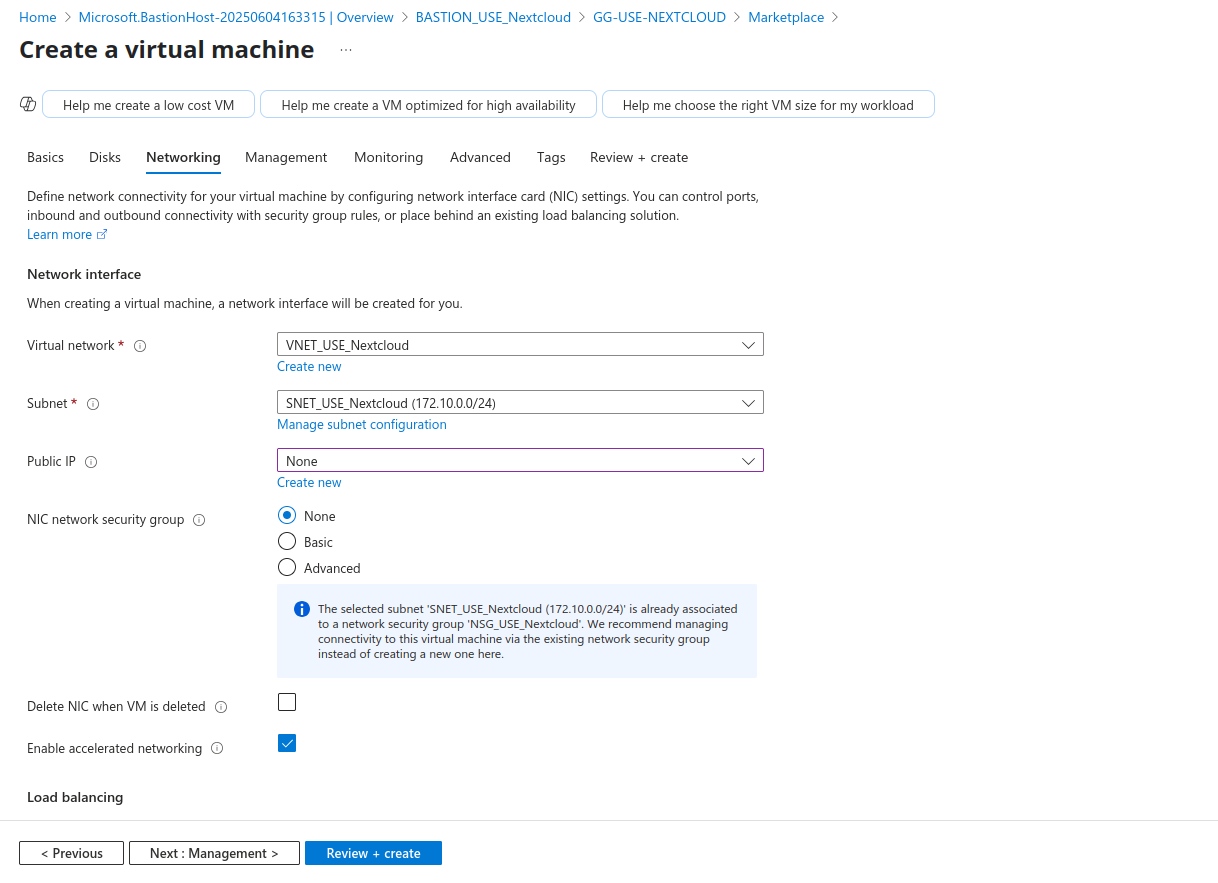 Home > Microsoft.BastionHost-20250604163315 | Overview > BASTION_USE_Nextcloud > GG-USE-NEXTCLOUD > Marketplace >
Create a virtual machine ...
Help me create a low cost VM
Help me create a VM optimized for high availability
Help me choose the right VM size for my workload
Basics Disks Networking Management Monitoring Advanced Tags Review + create
Define network connectivity for your virtual machine by configuring network interface card (NIC) settings. You can control ports,
inbound and outbound connectivity with security group rules, or place behind an existing load balancing solution.
Learn more
Network interface
When creating a virtual machine, a network interface will be created for you.
Virtual network *
VNET_USE_Nextcloud
Create new
Subnet *
SNET_USE_Nextcloud (172.10.0.0/24)
Manage subnet configuration
Public IP
None
Create new
NIC network security group
None
Basic
Advanced
The selected subnet 'SNET_USE_Nextcloud (172.10.0.0/24)' is already associated
to a network security group 'NSG_USE_Nextcloud'. We recommend managing
connectivity to this virtual machine via the existing network security group
instead of creating a new one here.
Delete NIC when VM is deleted
Enable accelerated networking
Load balancing
< Previous
Next : Management >
Review + create